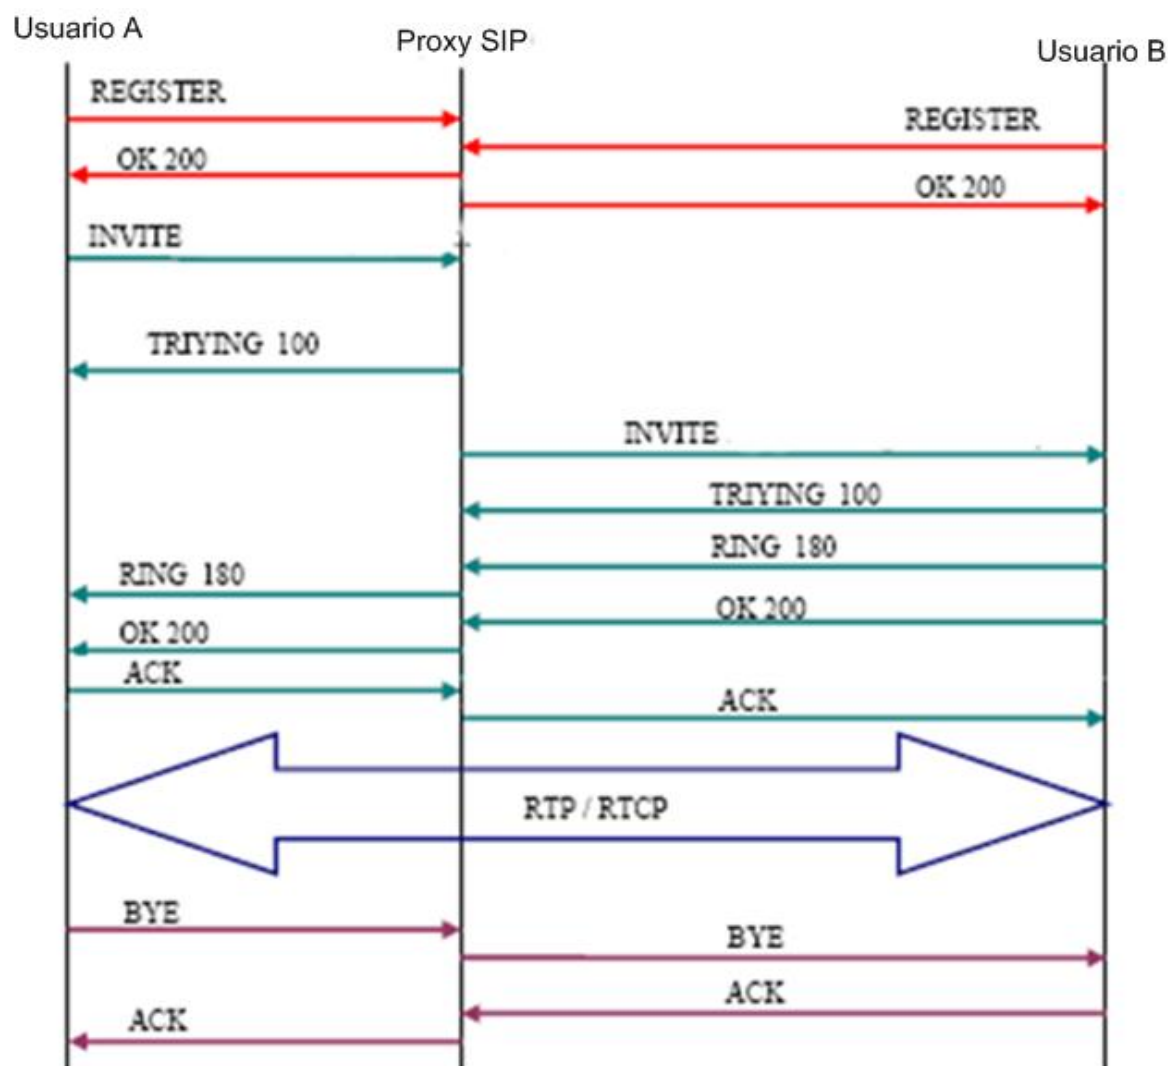 Usuario A
Proxy SIP
Usuario B
REGISTER
REGISTER
OK 200
OK 200
INVITE
TRIYING 100
INVITE
TRIYING 100
RING 180
RING 180
OK 200
OK 200
ACK
ACK
RTP / RTCP
BYE
BYE
ACK
ACK